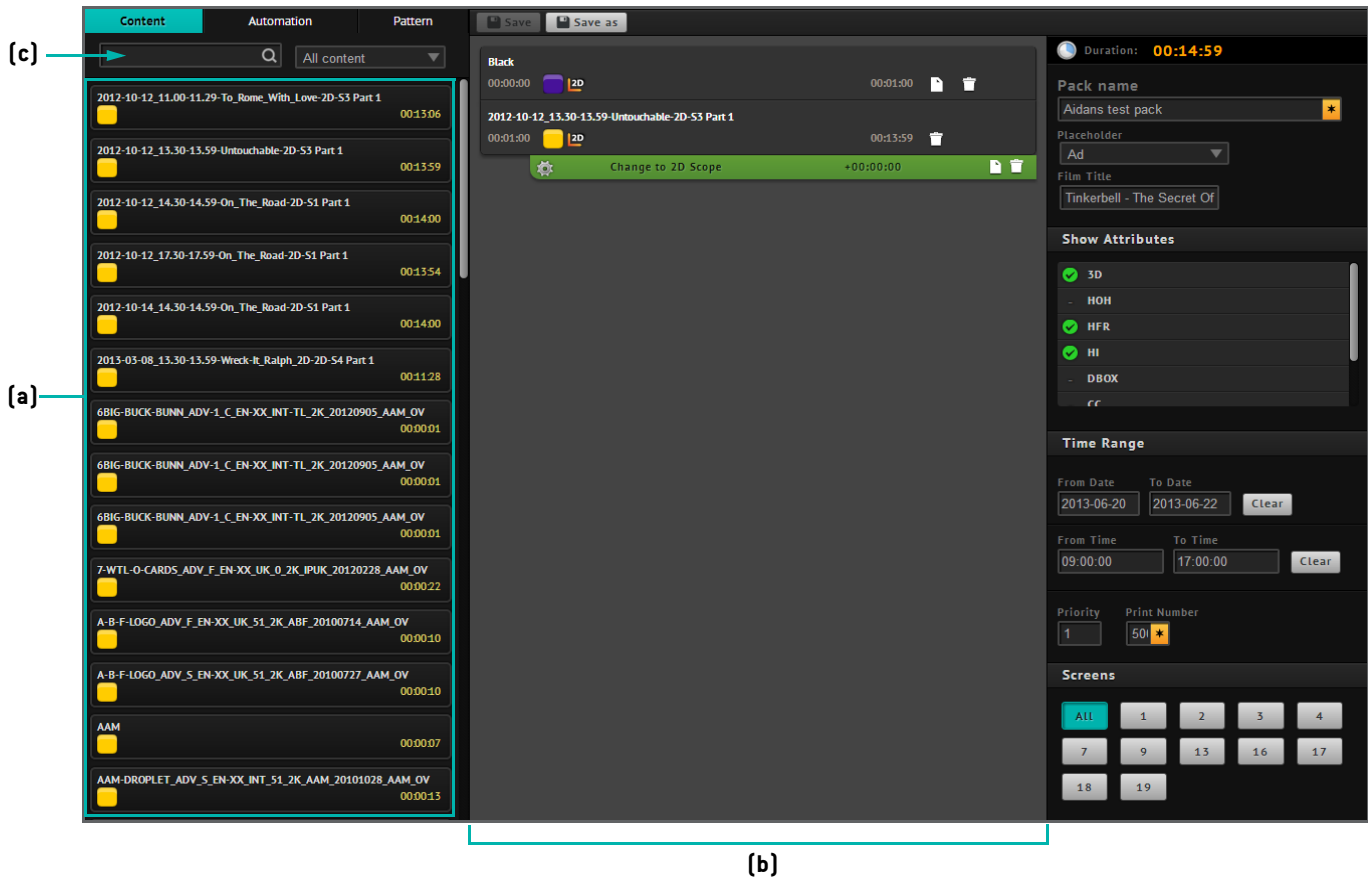 Content
Automation
Pattern
Save
Save as
(c)
All content
2012-10-12_11.00-11.29-To_Rome_With_Love-2D-S3 Part 1
00:13:06
2012-10-12_13.30-13.59-Untouchable-2D-S3 Part 1
00:13:59
2012-10-12_14.30-14.59-On_The_Road-2D-S1 Part 1
00:14:00
2012-10-12_17.30-17.59-On_The_Road-2D-S1 Part 1
00:13:54
2012-10-14_14.30-14.59-On_The_Road-2D-S1 Part 1
00:14:00
2013-03-08_13.30-13.59-Wreck-It_Ralph_2D-2D-S4 Part 1
00:11:28
(a)
6BIG-BUCK-BUNN_ADV-1_C_EN-XX_INT-TL_2K_20120905_AAM_OV
00:00:01
6BIG-BUCK-BUNN_ADV-1_C_EN-XX_INT-TL_2K_20120905_AAM_OV
00:00:01
6BIG-BUCK-BUNN_ADV-1_C_EN-XX_INT-TL_2K_20120905_AAM_OV
00:00:01
7-WTL-O-CARDS_ADV_F_EN-XX_UK_0_2K_IPUK_20120228_AAM_OV
00:00:22
A-B-F-LOGO_ADV_F_EN-XX_UK_51_2K_ABF_20100714_AAM_OV
00:00:10
A-B-F-LOGO_ADV_S_EN-XX_UK_51_2K_ABF_20100727_AAM_OV
00:00:10
AAM
00:00:07
AAM-DROPLET_ADV_S_EN-XX_INT_51_2K_AAM_20101028_AAM_OV
00:00:13
Black
00:00:00 2D 00:01:00
2012-10-12_13.30-13.59-Untouchable-2D-S3 Part 1
00:01:00 2D 00:13:59
Change to 2D Scope +00:00:00
(b)
Duration: 00:14:59
Pack name
Aidans test pack
Placeholder
Ad
Film Title
Tinkerbell - The Secret Of
Show Attributes
3D
- HOH
HFR
HI
- DBOX
CC
Time Range
From Date To Date
2013-06-20 2013-06-22 Clear
From Time To Time
09:00:00 17:00:00 Clear
Priority Print Number
1 500
Screens
All 1 2 3 4
7 9 13 16 17
18 19